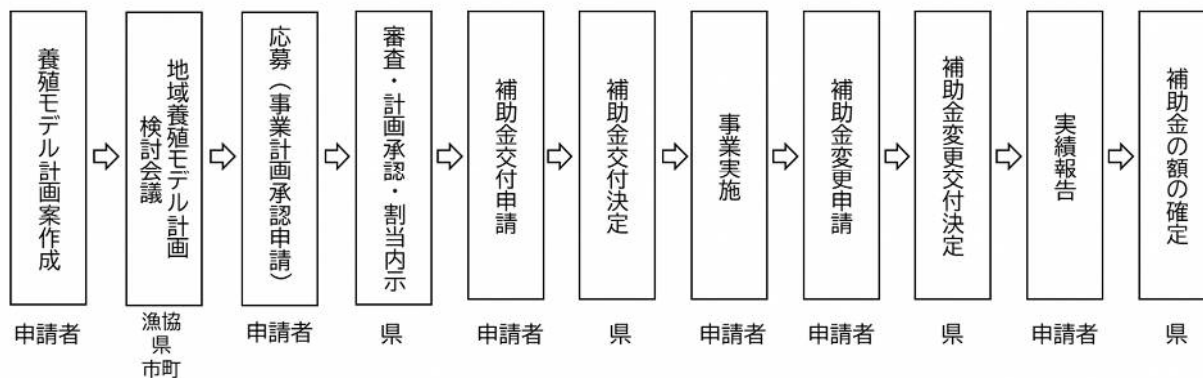 養殖モデル計画案作成
地域養殖モデル計画
検討会議
応募（事業計画承認申請）
審査・計画承認・割当内示
補助金交付申請
補助金交付決定
事業実施
補助金変更申請
補助金変更交付決定
実績報告
補助金の額の確定
申請者
漁協
県
市町
申請者
県
申請者
県
申請者
申請者
県
申請者
県